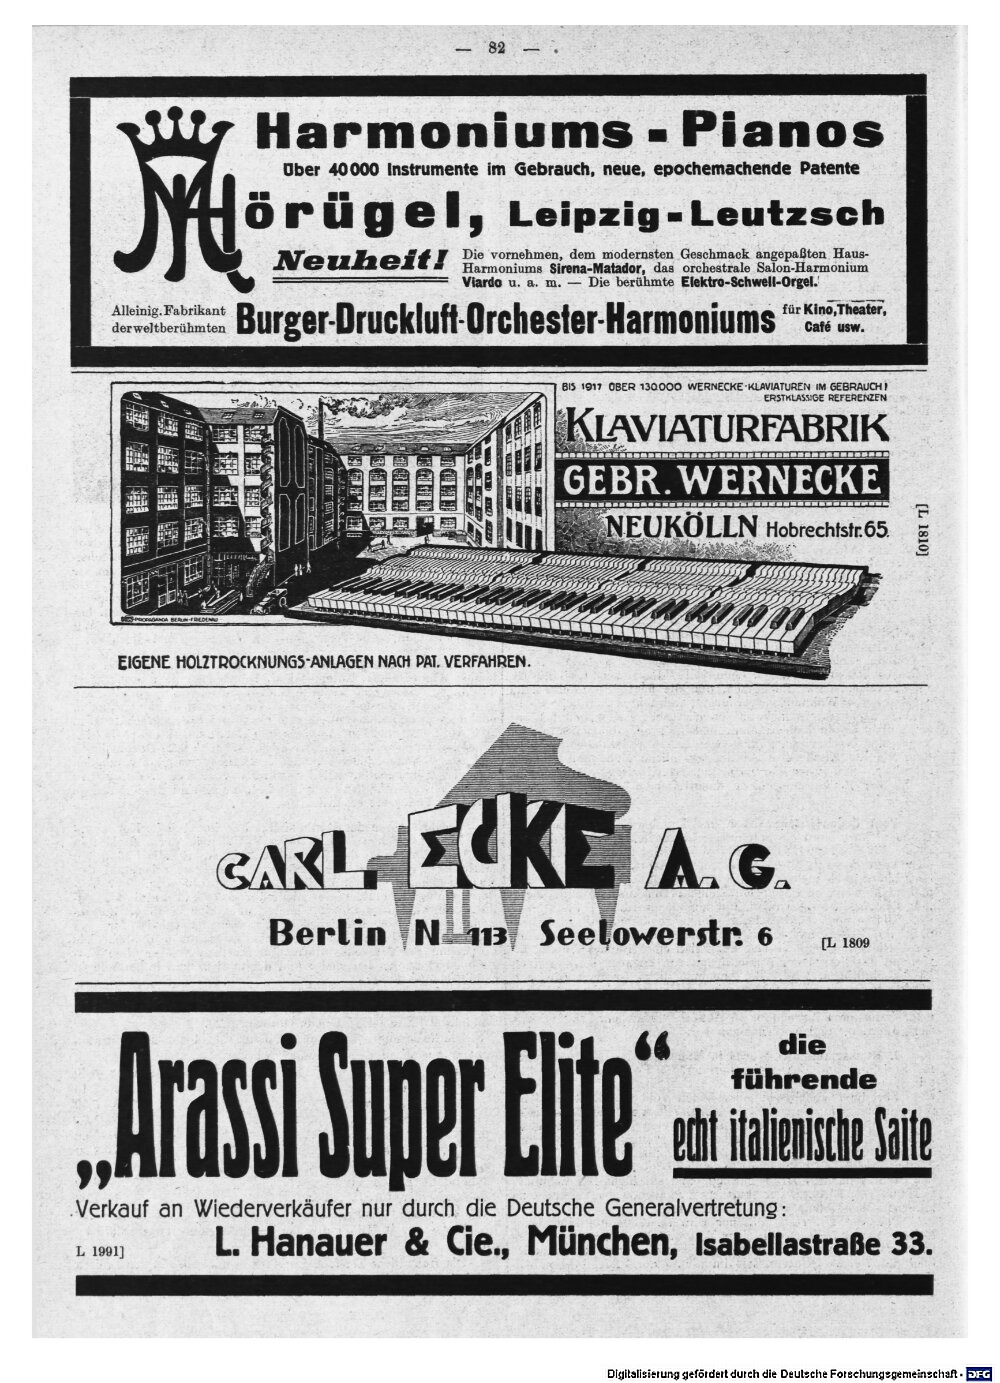 — 82 —
Harmoniums - Pianos
Über 40000 Instrumente im Gebrauch, neue, epochemachende Patente
MHörügel, Leipzig-Leutzsch
Neuheit!
Die vornehmen, dem modernsten Geschmack angepaßten Haus-
Harmoniums Sirena-Matador, das orchestrale Salon-Harmonium
Viardo u. a. m. — Die berühmte Elektro-Schwell-Orgel.
Alleinig. Fabrikant
der weltberühmten
Burger-Druckluft-Orchester-Harmoniums
für Kino, Theater,
Café usw.
BIS 1917 ÜBER 130000 WERNECKE-KLAVIATUREN IM GEBRAUCH!
ERSTKLASSIGE REFERENZEN
KLAVIATURFABRIK
GEBR. WERNECKE
NEUKÖLLN Hobrechtstr. 65.
[L 1810]
PROPAGANDA BERLIN-FRIEDENAU
EIGENE HOLZTROCKNUNGS-ANLAGEN NACH PAT. VERFAHREN.
CARL ECKE A. G.
Berlin N 113 Seelowerstr. 6
[L 1809
„Arassi Super Elite“
die
führende
echt italienische Saite
Verkauf an Wiederverkäufer nur durch die Deutsche Generalvertretung:
L 1991]
L. Hanauer & Cie., München, Isabellastraße 33.
Digitalisierung gefördert durch die Deutsche Forschungsgemeinschaft - DFG